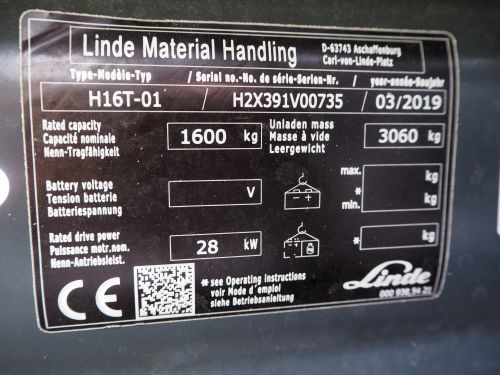 Linde Material Handling
D-63743 Aschaffenburg
Carl-von-Linde-Platz
Type-Modèle-Typ / Serial no.-No. de série-Serien-Nr. / year-année-Baujahr
H16T-01 / H2X391V00735 / 03/2019
Rated capacity
Capacité nominale
Nenn-Tragfähigkeit
1600 kg
Unladen mass
Masse à vide
Leergewicht
3060 kg
Battery voltage
Tension batterie
Batteriespannung
V
- +
max. kg
*
min. kg
Rated drive power
Puissance motr.nom.
Nenn-Antriebsleist.
28 kW
* kg
CE
* see Operating instructions
voir Mode d'emploi
siehe Betriebsanleitung
Linde